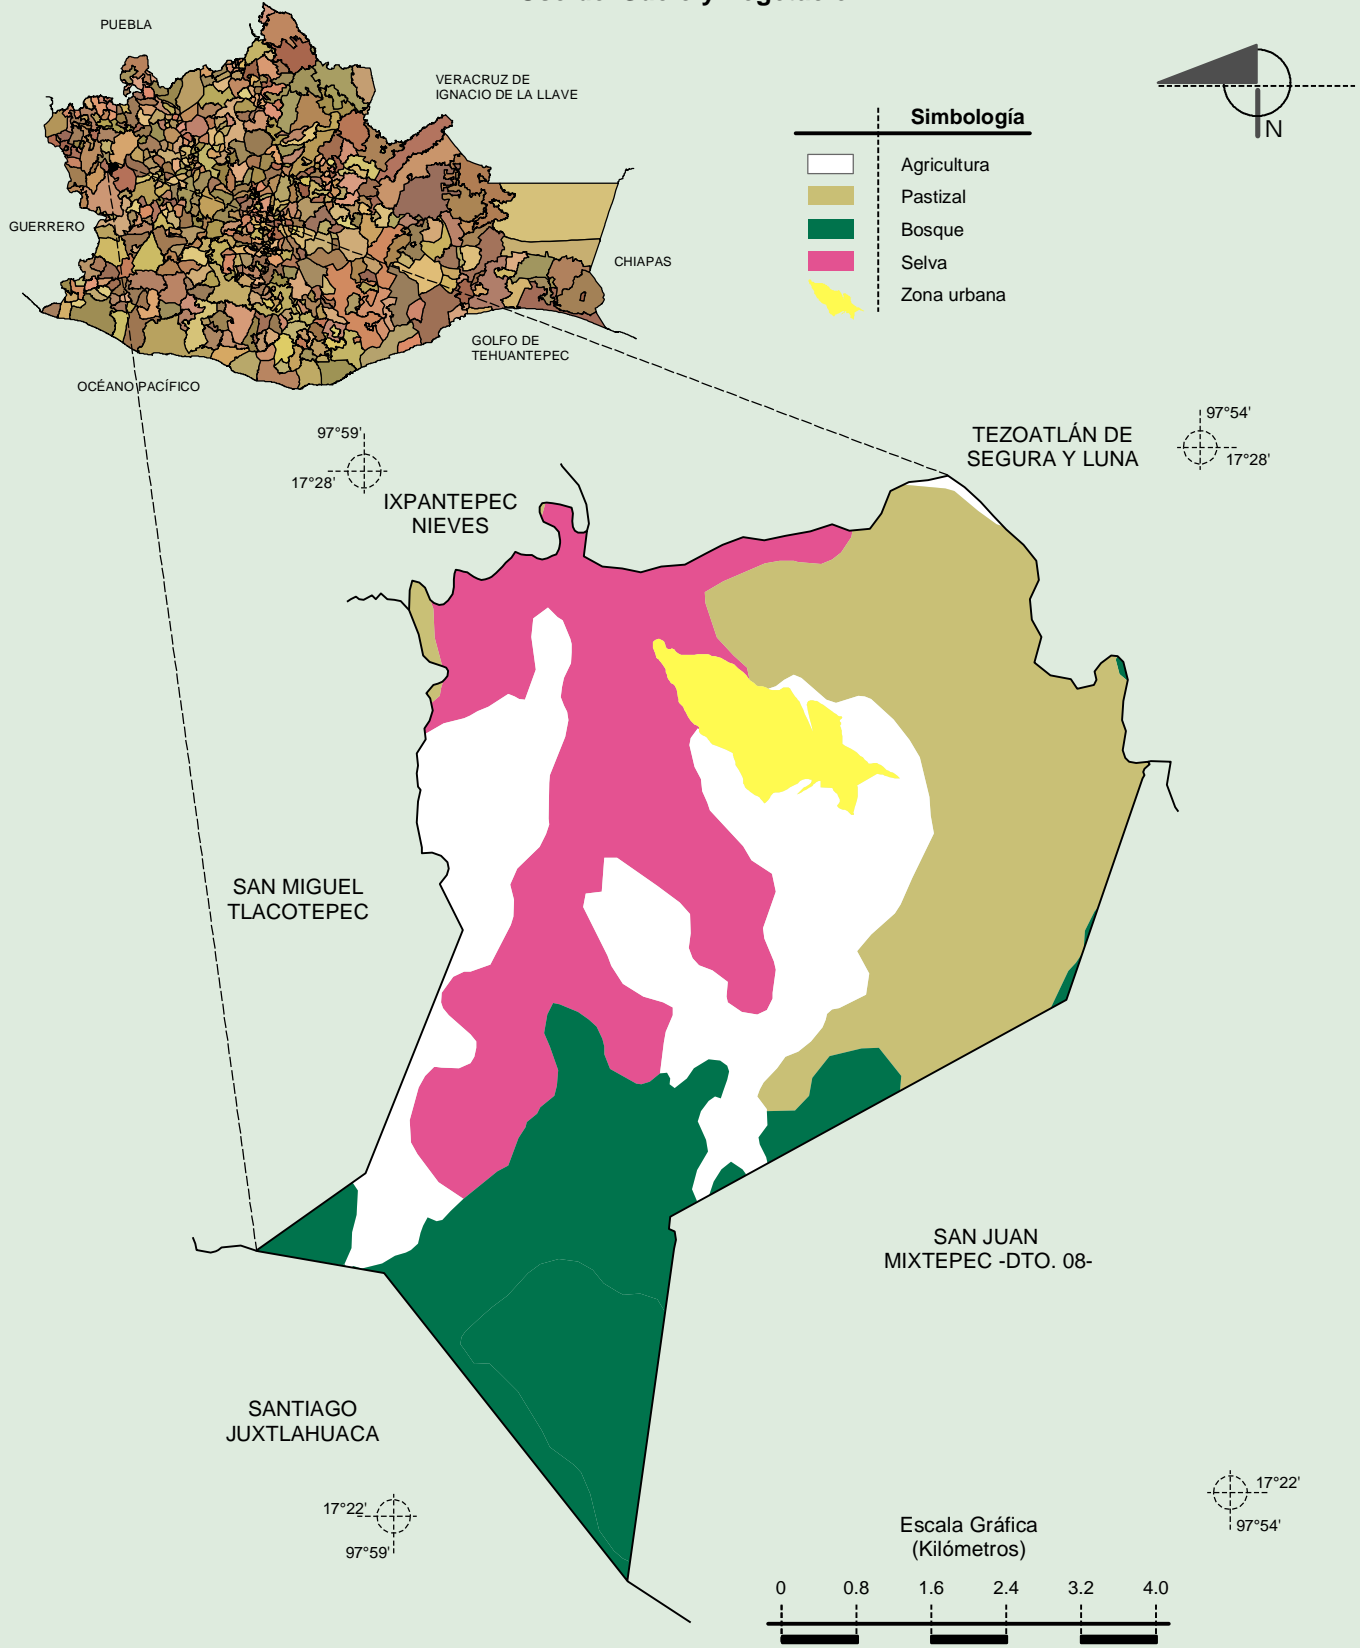 PUEBLA
VERACRUZ DE
IGNACIO DE LA LLAVE
GUERRERO
CHIAPAS
GOLFO DE
TEHUANTEPEC
OCÉANO PACÍFICO
N
Simbología
Agricultura
Pastizal
Bosque
Selva
Zona urbana
97°59'
17°28'
97°54'
17°28'
TEZOATLÁN DE
SEGURA Y LUNA
IXPANTEPEC
NIEVES
SAN MIGUEL
TLACOTEPEC
SAN JUAN
MIXTEPEC -DTO. 08-
SANTIAGO
JUXTLAHUACA
17°22'
97°59'
17°22'
97°54'
Escala Gráfica
(Kilómetros)
0 0.8 1.6 2.4 3.2 4.0